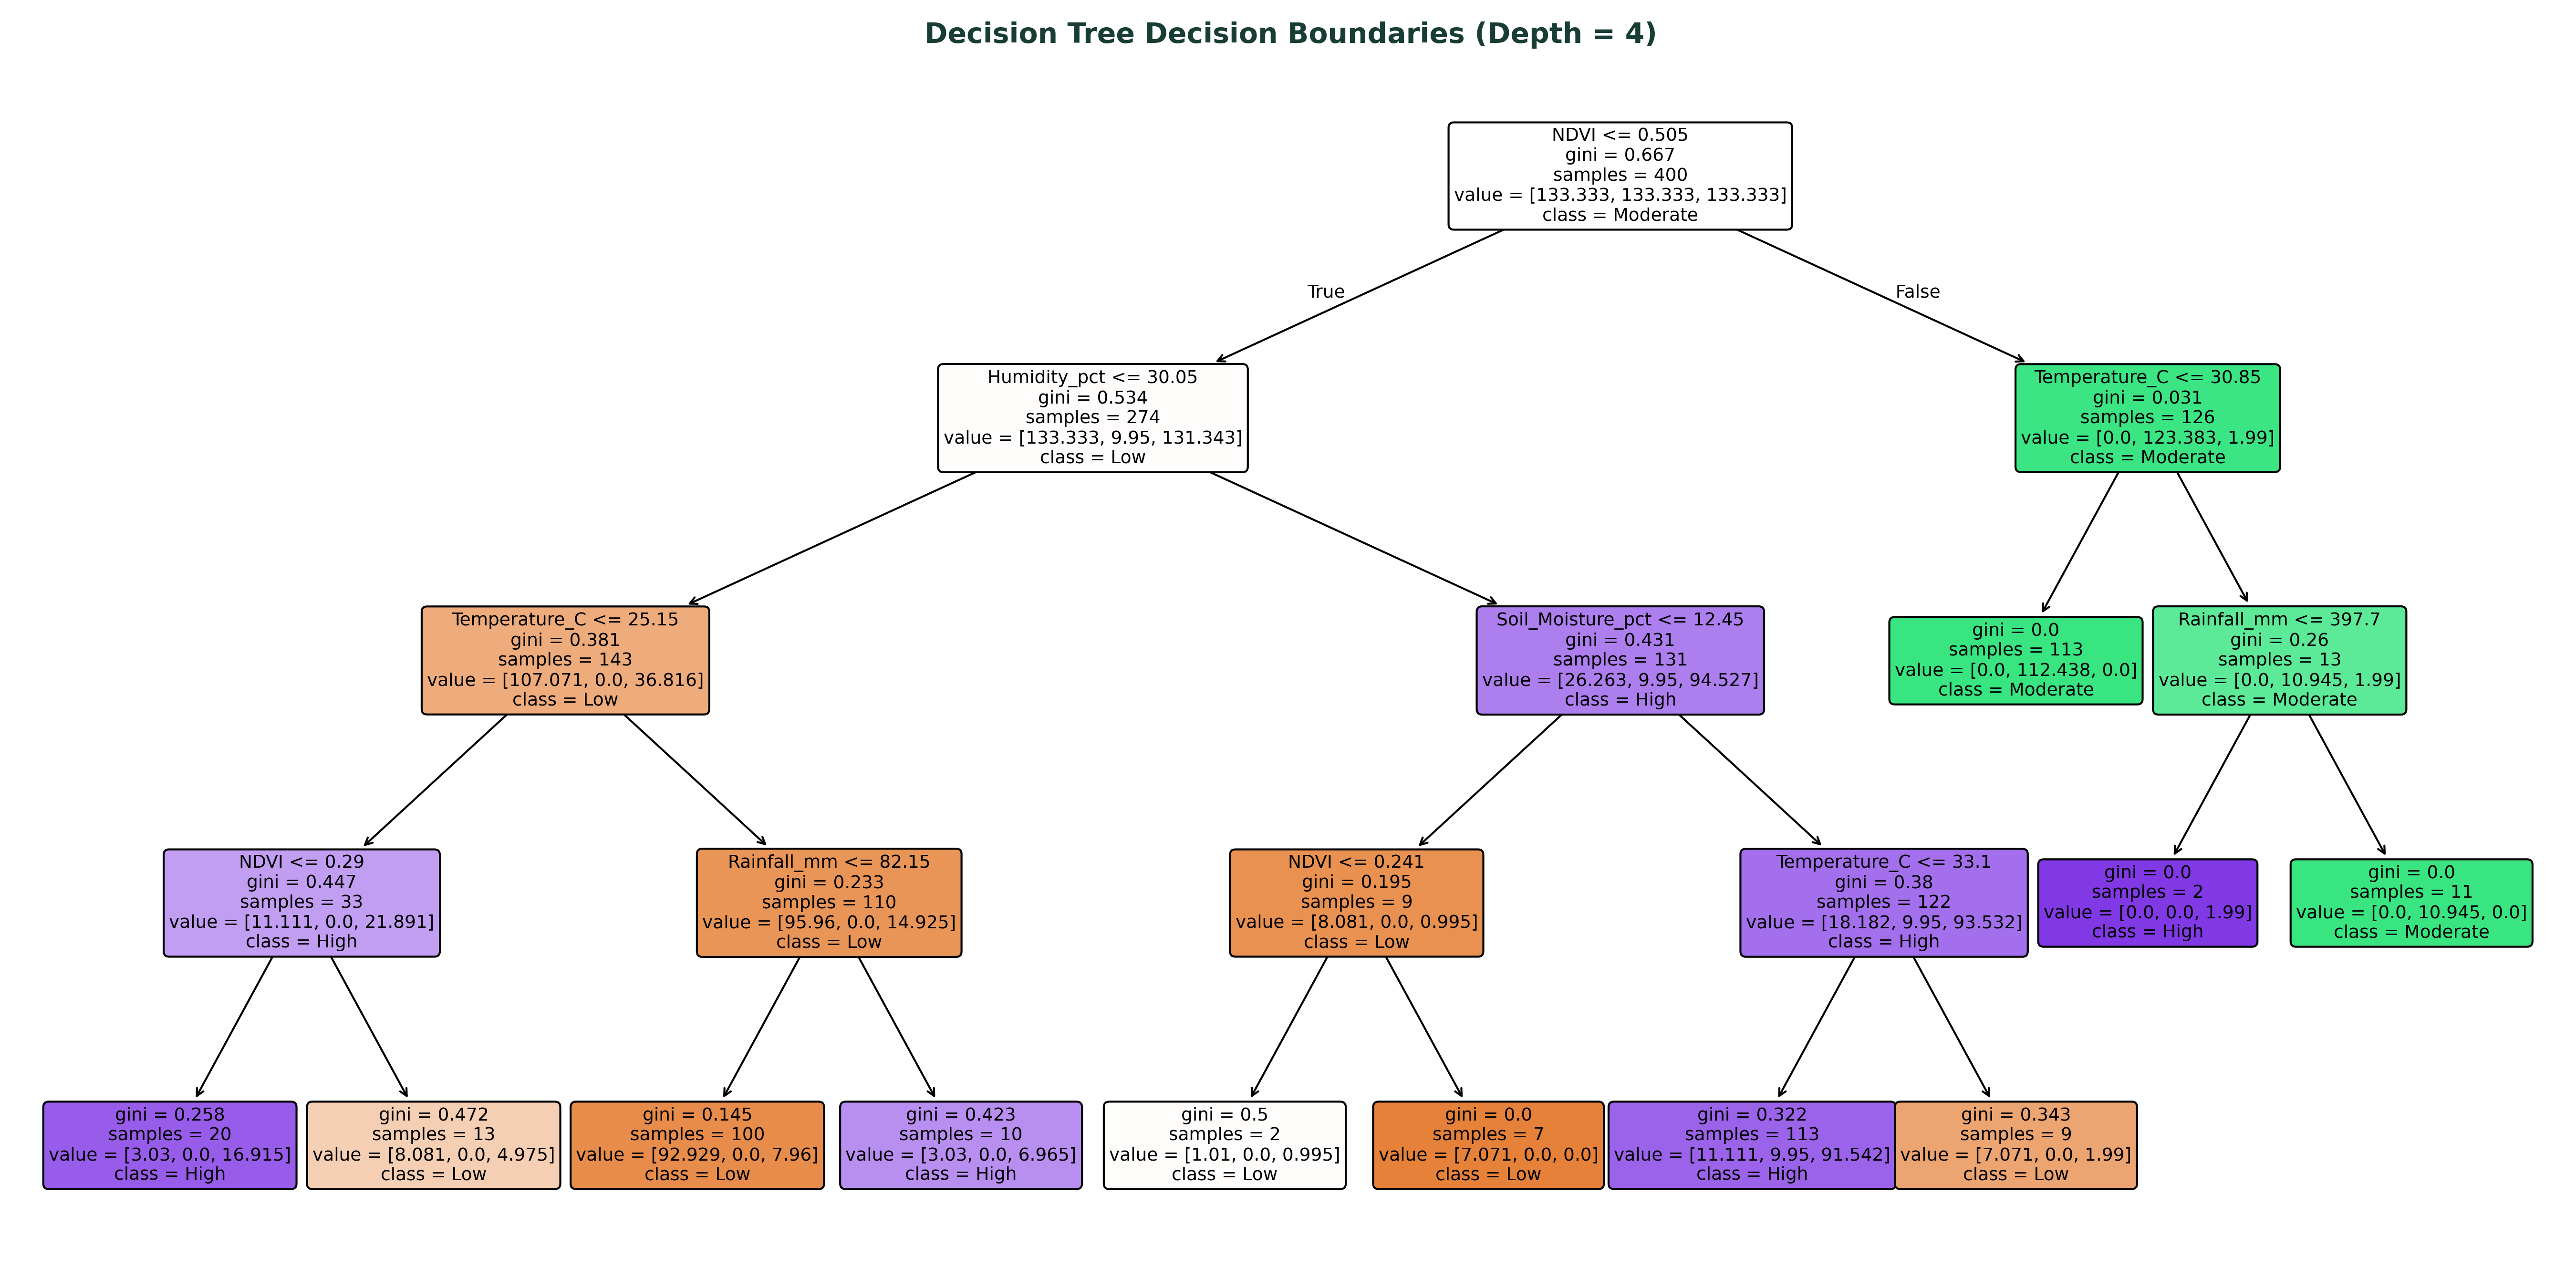 Decision Tree Decision Boundaries (Depth = 4)
NDVI <= 0.505
gini = 0.667
samples = 400
value = [133.333, 133.333, 133.333]
class = Moderate
True
False
Humidity_pct <= 30.05
gini = 0.534
samples = 274
value = [133.333, 9.95, 131.343]
class = Low
Temperature_C <= 30.85
gini = 0.031
samples = 126
value = [0.0, 123.383, 1.99]
class = Moderate
Temperature_C <= 25.15
gini = 0.381
samples = 143
value = [107.071, 0.0, 36.816]
class = Low
Soil_Moisture_pct <= 12.45
gini = 0.431
samples = 131
value = [26.263, 9.95, 94.527]
class = High
gini = 0.0
samples = 113
value = [0.0, 112.438, 0.0]
class = Moderate
Rainfall_mm <= 397.7
gini = 0.26
samples = 13
value = [0.0, 10.945, 1.99]
class = Moderate
NDVI <= 0.29
gini = 0.447
samples = 33
value = [11.111, 0.0, 21.891]
class = High
Rainfall_mm <= 82.15
gini = 0.233
samples = 110
value = [95.96, 0.0, 14.925]
class = Low
NDVI <= 0.241
gini = 0.195
samples = 9
value = [8.081, 0.0, 0.995]
class = Low
Temperature_C <= 33.1
gini = 0.38
samples = 122
value = [18.182, 9.95, 93.532]
class = High
gini = 0.0
samples = 2
value = [0.0, 0.0, 1.99]
class = High
gini = 0.0
samples = 11
value = [0.0, 10.945, 0.0]
class = Moderate
gini = 0.258
samples = 20
value = [3.03, 0.0, 16.915]
class = High
gini = 0.472
samples = 13
value = [8.081, 0.0, 4.975]
class = Low
gini = 0.145
samples = 100
value = [92.929, 0.0, 7.96]
class = Low
gini = 0.423
samples = 10
value = [3.03, 0.0, 6.965]
class = High
gini = 0.5
samples = 2
value = [1.01, 0.0, 0.995]
class = Low
gini = 0.0
samples = 7
value = [7.071, 0.0, 0.0]
class = Low
gini = 0.322
samples = 113
value = [11.111, 9.95, 91.542]
class = High
gini = 0.343
samples = 9
value = [7.071, 0.0, 1.99]
class = Low